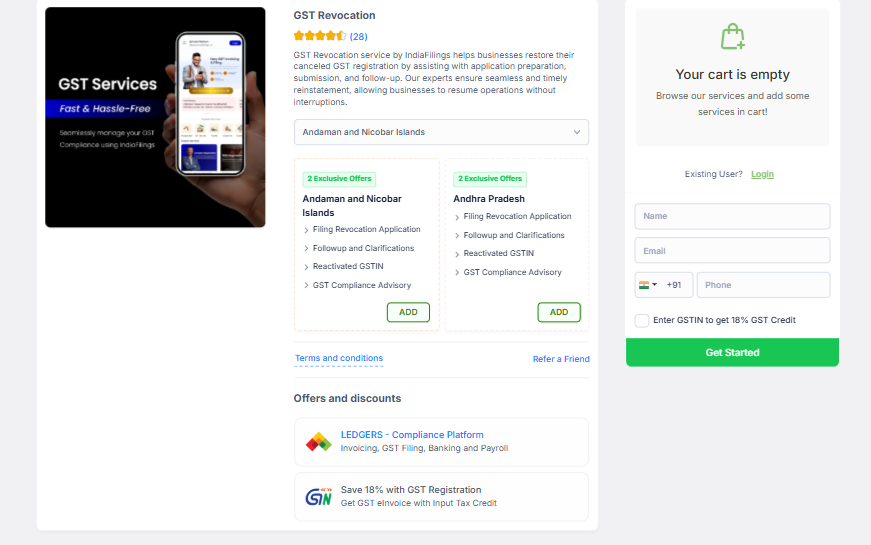 GST Services
Fast & Hassle-Free
Seamlessly manage your GST
Compliance using IndiaFilings
GST Revocation
(28)
GST Revocation service by IndiaFilings helps businesses restore their
canceled GST registration by assisting with application preparation,
submission, and follow-up. Our experts ensure seamless and timely
reinstatement, allowing businesses to resume operations without
interruptions.
Andaman and Nicobar Islands
2 Exclusive Offers
Andaman and Nicobar
Islands
Filing Revocation Application
Followup and Clarifications
Reactivated GSTIN
GST Compliance Advisory
ADD
2 Exclusive Offers
Andhra Pradesh
Filing Revocation Application
Followup and Clarifications
Reactivated GSTIN
GST Compliance Advisory
ADD
Terms and conditions
Refer a Friend
Offers and discounts
LEDGERS - Compliance Platform
Invoicing, GST Filing, Banking and Payroll
Save 18% with GST Registration
Get GST eInvoice with Input Tax Credit
Your cart is empty
Browse our services and add some
services in cart!
Existing User? Login
Name
Email
+91
Phone
Enter GSTIN to get 18% GST Credit
Get Started